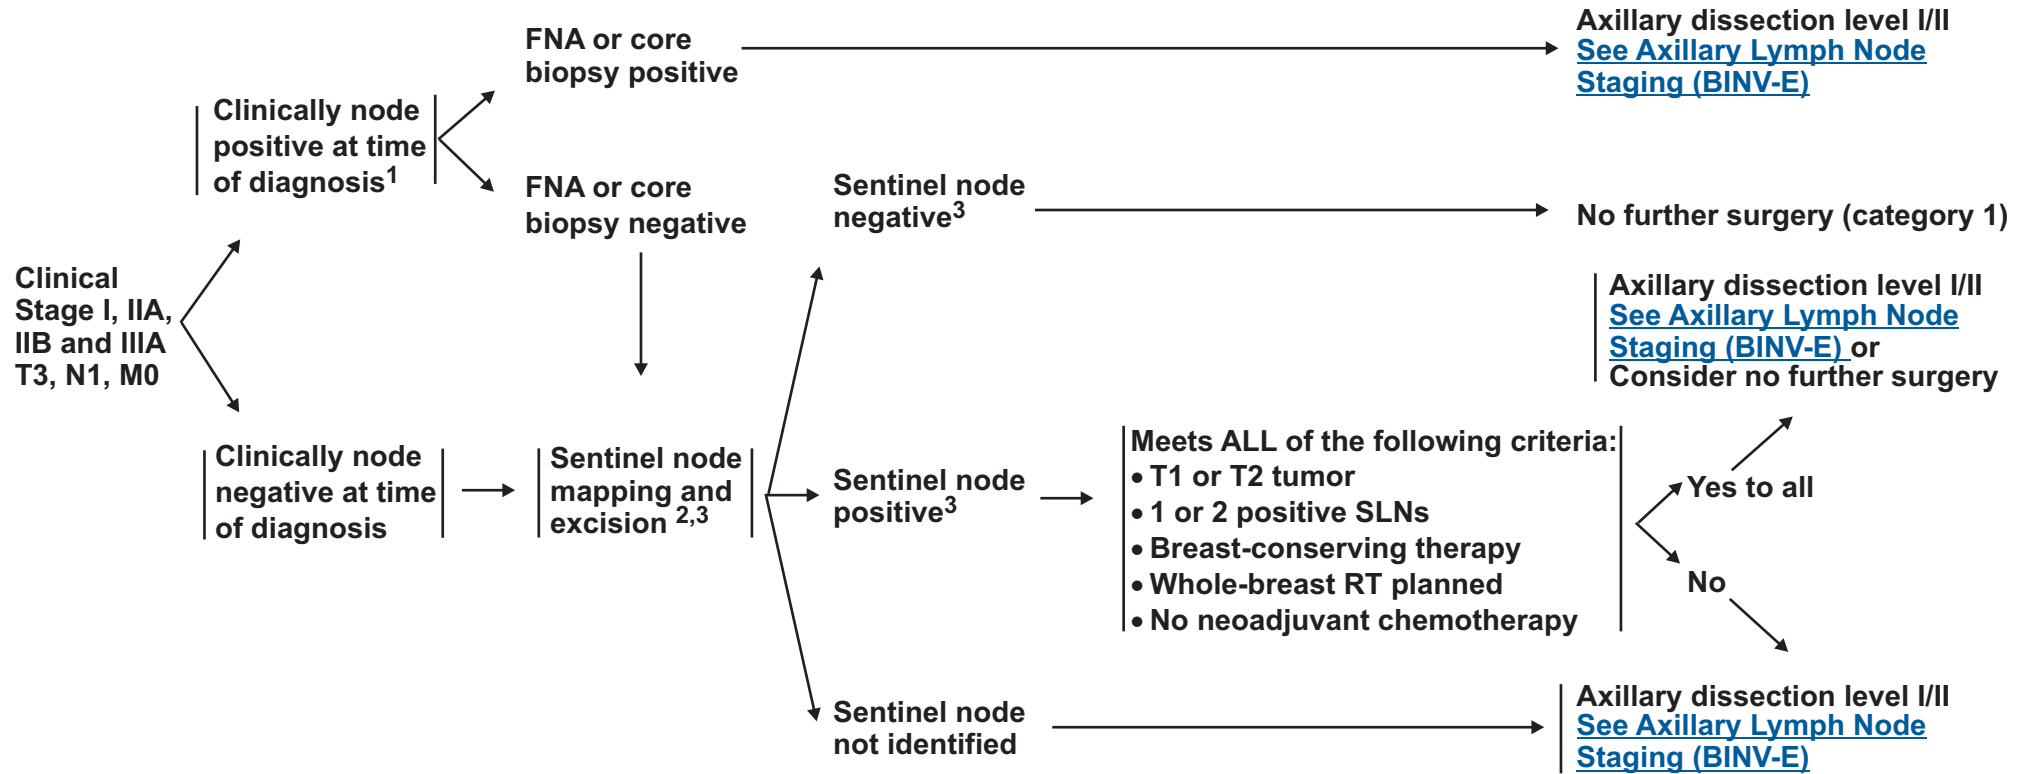 Clinical
Stage I, IIA,
IIB and IIIA
T3, N1, M0
Clinically node
positive at time
of diagnosis1
FNA or core
biopsy positive
Axillary dissection level I/II
See Axillary Lymph Node
Staging (BINV-E)
FNA or core
biopsy negative
Clinically node
negative at time
of diagnosis
Sentinel node
mapping and
excision 2,3
Sentinel node
negative3
No further surgery (category 1)
Sentinel node
positive3
Meets ALL of the following criteria:
• T1 or T2 tumor
• 1 or 2 positive SLNs
• Breast-conserving therapy
• Whole-breast RT planned
• No neoadjuvant chemotherapy
Yes to all
Axillary dissection level I/II
See Axillary Lymph Node
Staging (BINV-E) or
Consider no further surgery
No
Sentinel node
not identified
Axillary dissection level I/II
See Axillary Lymph Node
Staging (BINV-E)